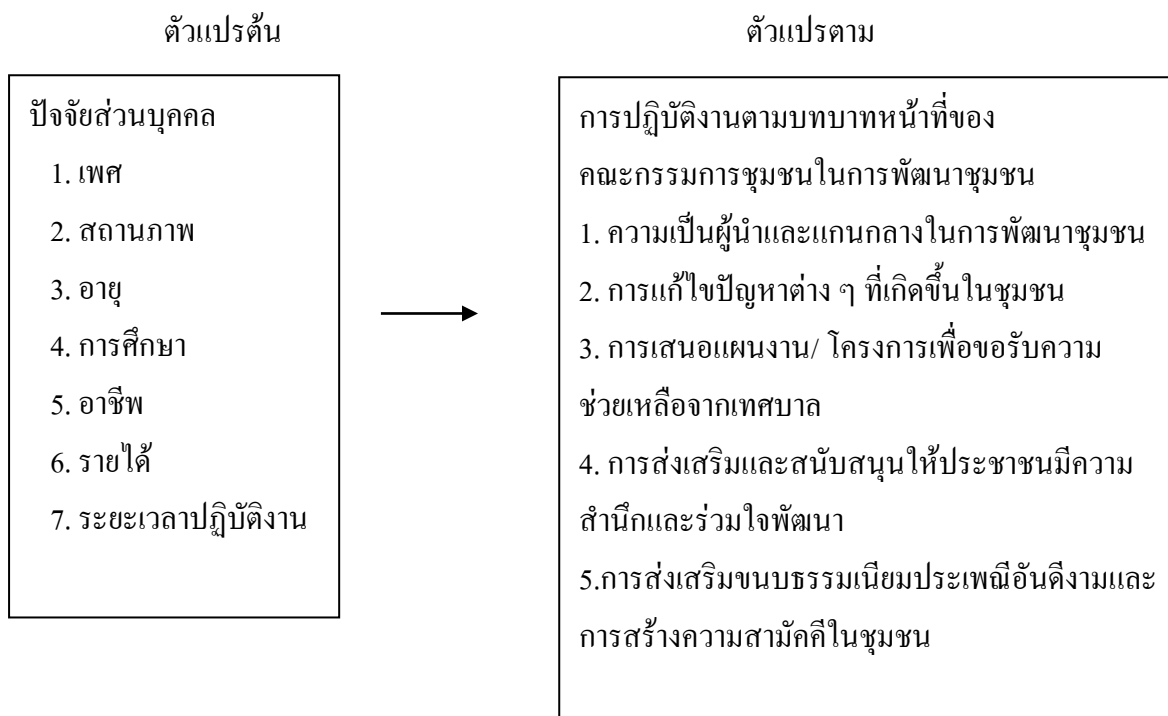 ตัวแปรต้น
ตัวแปรตาม
ปัจจัยส่วนบุคคล
1. เพศ
2. สถานภาพ
3. อายุ
4. การศึกษา
5. อาชีพ
6. รายได้
7. ระยะเวลาปฏิบัติงาน
การปฏิบัติงานตามบทบาทหน้าที่ของ
คณะกรรมการชุมชนในการพัฒนาชุมชน
1. ความเป็นผู้นำและแกนกลางในการพัฒนาชุมชน
2. การแก้ไขปัญหาต่าง ๆ ที่เกิดขึ้นในชุมชน
3. การเสนอแผนงาน/ โครงการเพื่อขอรับความ
ช่วยเหลือจากเทศบาล
4. การส่งเสริมและสนับสนุนให้ประชาชนมีความ
สำนึกและร่วมใจพัฒนา
5.การส่งเสริมขนบธรรมเนียมประเพณีอันดีงามและ
การสร้างความสามัคคีในชุมชน